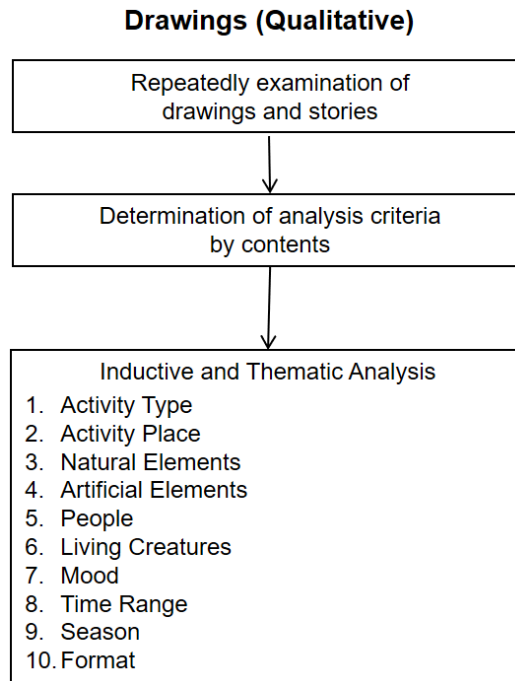 Drawings (Qualitative)
Repeatedly examination of
drawings and stories
Determination of analysis criteria
by contents
Inductive and Thematic Analysis
1. Activity Type
2. Activity Place
3. Natural Elements
4. Artificial Elements
5. People
6. Living Creatures
7. Mood
8. Time Range
9. Season
10. Format